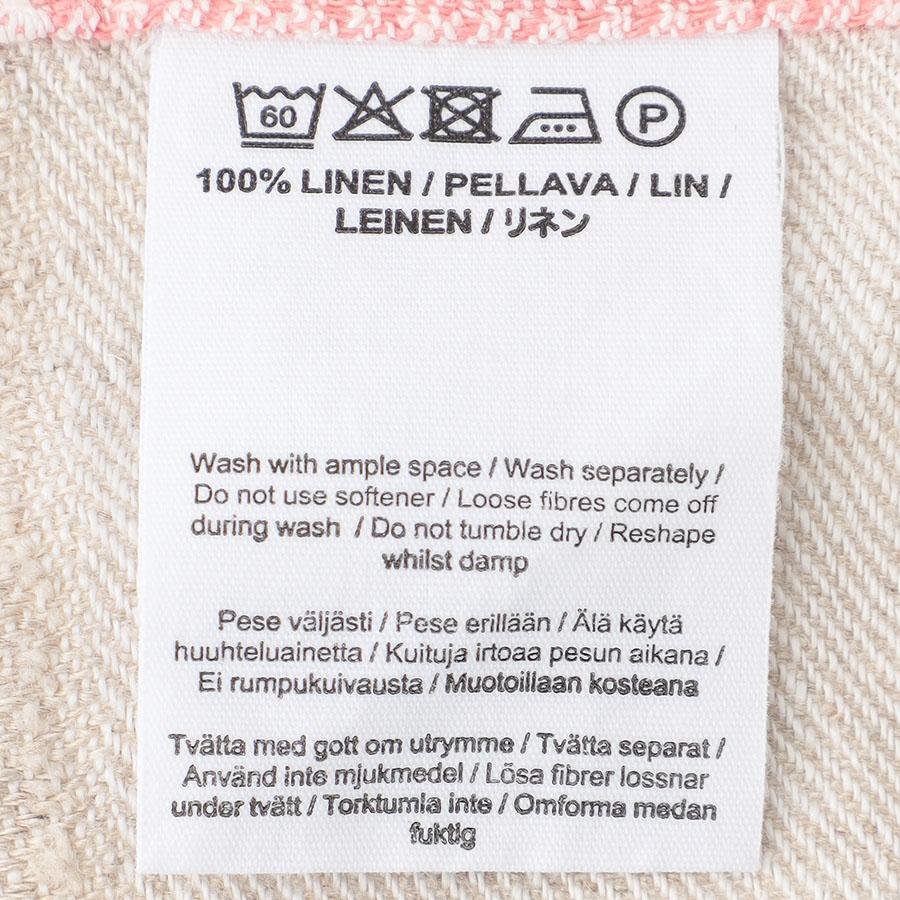 60 P
100% LINEN / PELLAVA / LIN /
LEINEN / リネン
Wash with ample space / Wash separately /
Do not use softener / Loose fibres come off
during wash / Do not tumble dry / Reshape
whilst damp
Pese väljästi / Pese erillään / Älä käytä
huuhteluainetta / Kuituja irtoaa pesun aikana /
Ei rumpukuivausta / Muotoillaan kosteana
Tvätta med gott om utrymme / Tvätta separat /
Använd inte mjukmedel / Lösa fibrer lossnar
under tvätt / Torktumla inte / Omforma medan
fuktig